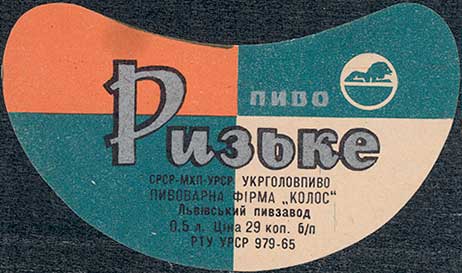 пиво
Ризьке
СРСР-МХП-УРСР УКРГОЛОВПИВО
ПИВОВАРНА ФІРМА „КОЛОС"
Львівський пивзавод
0,5 л. Ціна 29 коп. б/п
РТУ УРСР 979-65